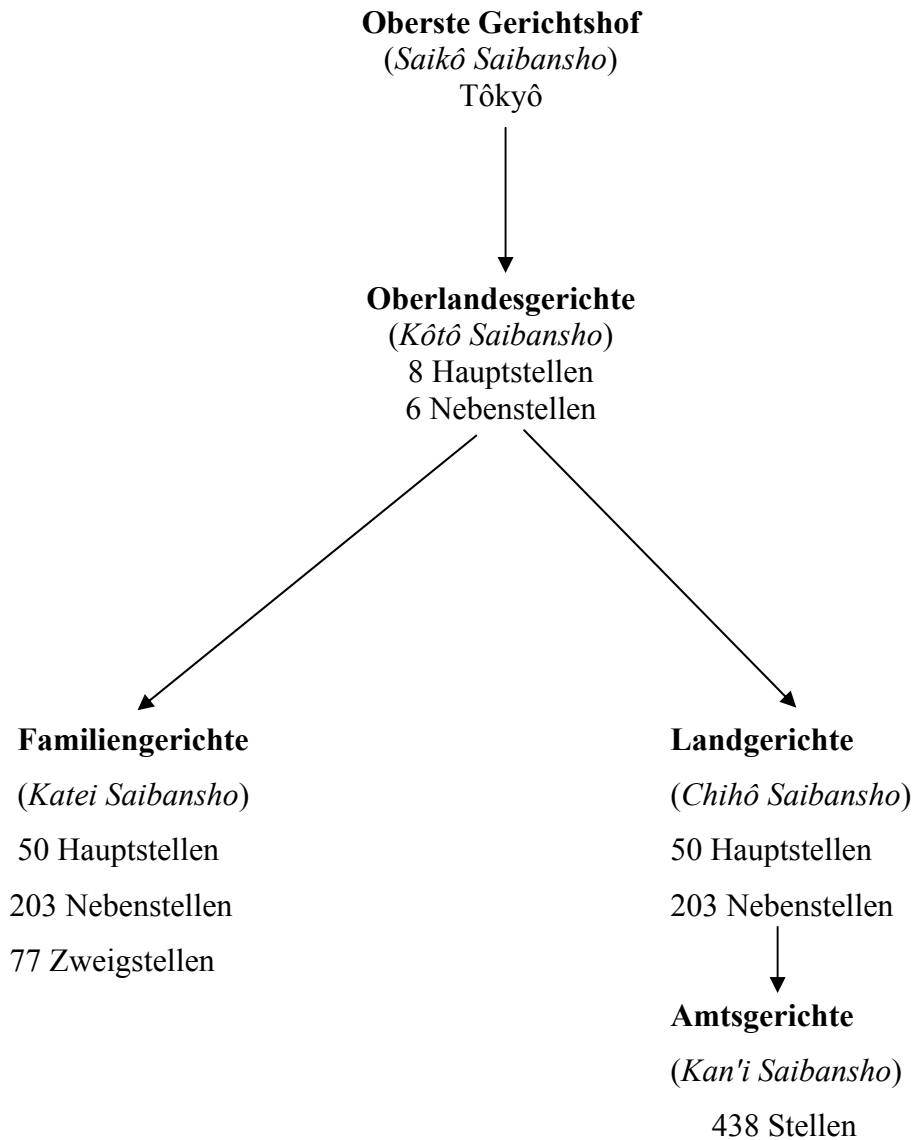 Oberste Gerichtshof
(Saikô Saibansho)
Tôkyô
Oberlandesgerichte
(Kôtô Saibansho)
8 Hauptstellen
6 Nebenstellen
Familiengerichte
(Katei Saibansho)
50 Hauptstellen
203 Nebenstellen
77 Zweigstellen
Landgerichte
(Chihô Saibansho)
50 Hauptstellen
203 Nebenstellen
Amtsgerichte
(Kan'i Saibansho)
438 Stellen